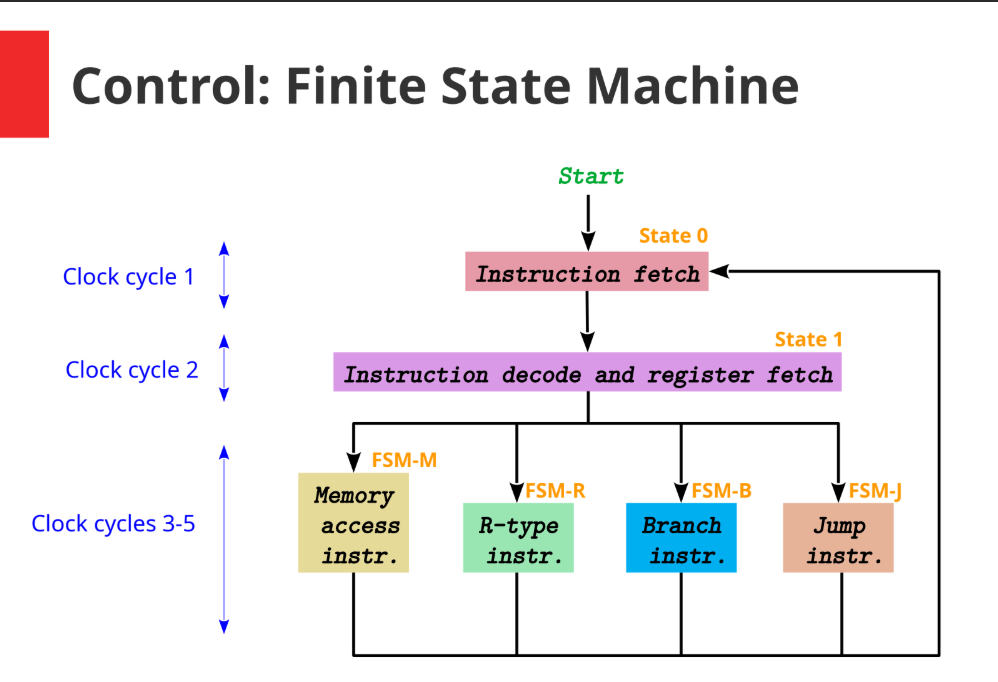 Control: Finite State Machine
Start
State 0
Clock cycle 1
Instruction fetch
State 1
Clock cycle 2
Instruction decode and register fetch
FSM-M
FSM-R
FSM-B
FSM-J
Clock cycles 3-5
Memory
access
instr.
R-type
instr.
Branch
instr.
Jump
instr.